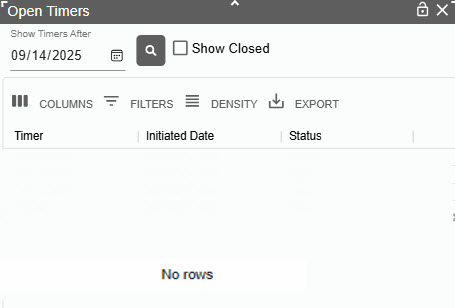 Open Timers
Show Timers After
09/14/2025
Show Closed
COLUMNS FILTERS DENSITY EXPORT
Timer Initiated Date Status
No rows